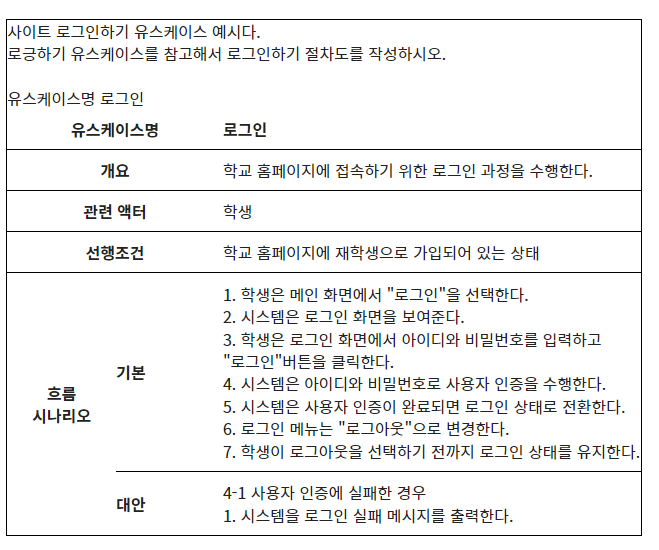 사이트 로그인하기 유스케이스 예시다.
로긍하기 유스케이스를 참고해서 로그인하기 절차도를 작성하시오.
유스케이스명 로그인
유스케이스명 로그인
개요 학교 홈페이지에 접속하기 위한 로그인 과정을 수행한다.
관련 액터 학생
선행조건 학교 홈페이지에 재학생으로 가입되어 있는 상태
흐름
시나리오
기본
1. 학생은 메인 화면에서 "로그인"을 선택한다.
2. 시스템은 로그인 화면을 보여준다.
3. 학생은 로그인 화면에서 아이디와 비밀번호를 입력하고
"로그인"버튼을 클릭한다.
4. 시스템은 아이디와 비밀번호로 사용자 인증을 수행한다.
5. 시스템은 사용자 인증이 완료되면 로그인 상태로 전환한다.
6. 로그인 메뉴는 "로그아웃"으로 변경한다.
7. 학생이 로그아웃을 선택하기 전까지 로그인 상태를 유지한다.
대안
4-1 사용자 인증에 실패한 경우
1. 시스템을 로그인 실패 메시지를 출력한다.